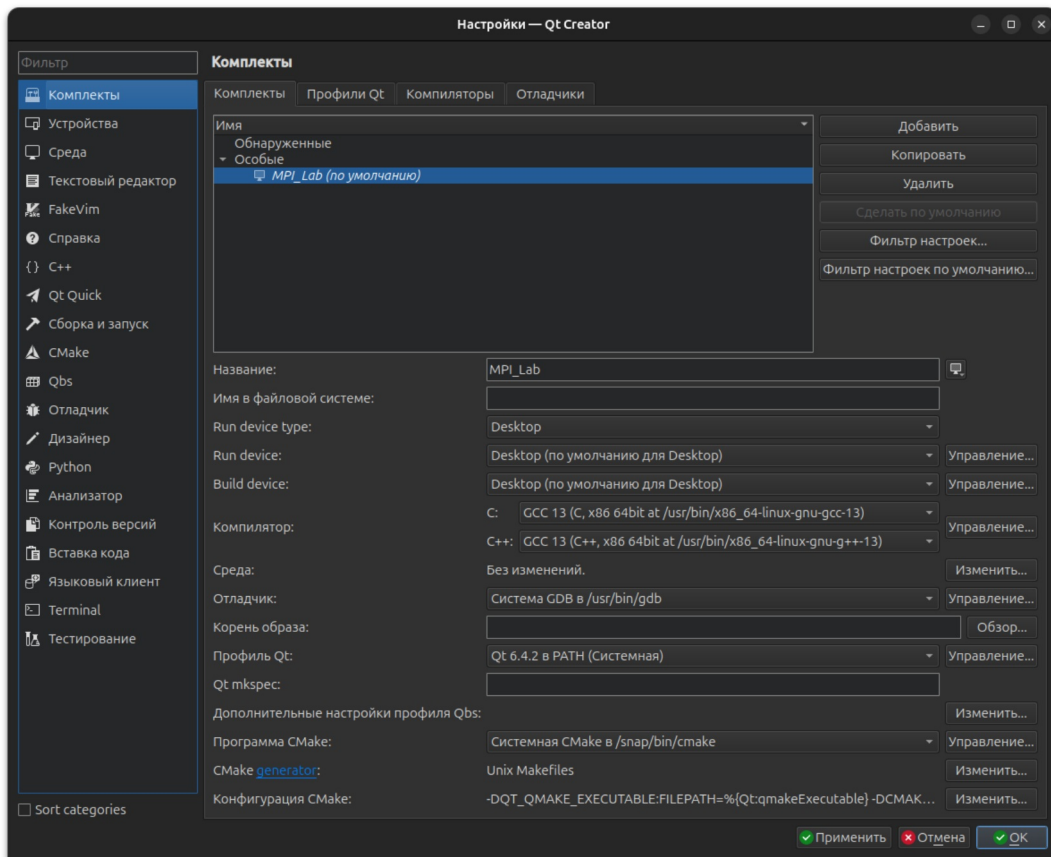 Настройки — Qt Creator
Фильтр
Комплекты
Устройства
Среда
Текстовый редактор
FakeVim
Справка
{} C++
Qt Quick
Сборка и запуск
CMake
Qbs
Отладчик
Дизайнер
Python
Анализатор
Контроль версий
Вставка кода
Языковый клиент
Terminal
Тестирование
Sort categories
Комплекты
Комплекты Профили Qt Компиляторы Отладчики
Имя
Обнаруженные
Особые
MPI_Lab (по умолчанию)
Добавить
Копировать
Удалить
Сделать по умолчанию
Фильтр настроек...
Фильтр настроек по умолчанию...
Название: MPI_Lab
Имя в файловой системе:
Run device type: Desktop
Run device: Desktop (по умолчанию для Desktop) Управление...
Build device: Desktop (по умолчанию для Desktop) Управление...
Компилятор: C: GCC 13 (C, x86 64bit at /usr/bin/x86_64-linux-gnu-gcc-13) Управление...
C++: GCC 13 (C++, x86 64bit at /usr/bin/x86_64-linux-gnu-g++-13)
Среда: Без изменений. Изменить...
Отладчик: Система GDB в /usr/bin/gdb Управление...
Корень образа: Обзор...
Профиль Qt: Qt 6.4.2 в PATH (Системная) Управление...
Qt mkspec:
Дополнительные настройки профиля Qbs: Изменить...
Программа CMake: Системная CMake в /snap/bin/cmake Управление...
CMake generator: Unix Makefiles Изменить...
Конфигурация CMake: -DQT_QMAKE_EXECUTABLE:FILEPATH=%{Qt:qmakeExecutable} -DCMAK... Изменить...
Применить Отмена OK